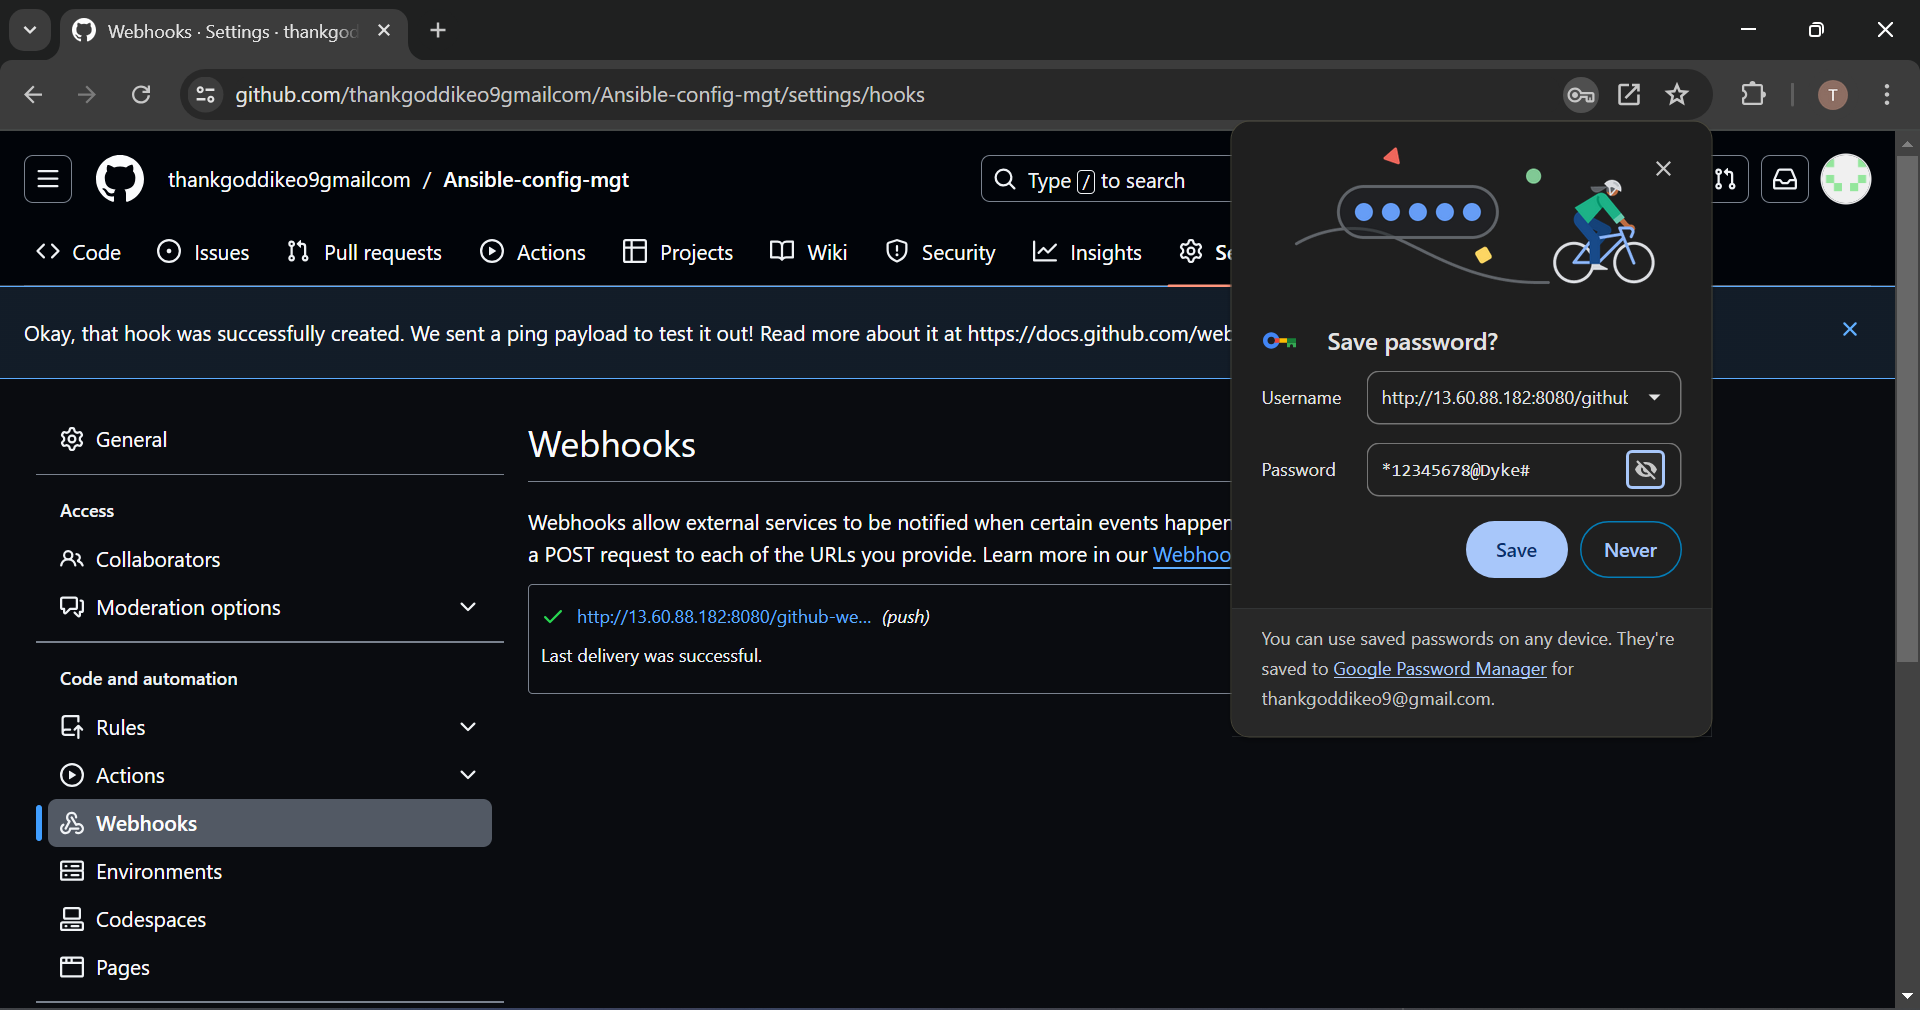 Webhooks · Settings · thankgod
github.com/thankgoddikeo9gmailcom/Ansible-config-mgt/settings/hooks
T
thankgoddikeo9gmailcom / Ansible-config-mgt
Type / to search
Code
Issues
Pull requests
Actions
Projects
Wiki
Security
Insights
Se
Okay, that hook was successfully created. We sent a ping payload to test it out! Read more about it at https://docs.github.com/web
General
Access
Collaborators
Moderation options
Code and automation
Rules
Actions
Webhooks
Environments
Codespaces
Pages
Webhooks
Webhooks allow external services to be notified when certain events happen
a POST request to each of the URLs you provide. Learn more in our Webhoo
http://13.60.88.182:8080/github-we... (push)
Last delivery was successful.
Save password?
Username http://13.60.88.182:8080/githut
Password *12345678@Dyke#
Save
Never
You can use saved passwords on any device. They're
saved to Google Password Manager for
thankgoddikeo9@gmail.com.